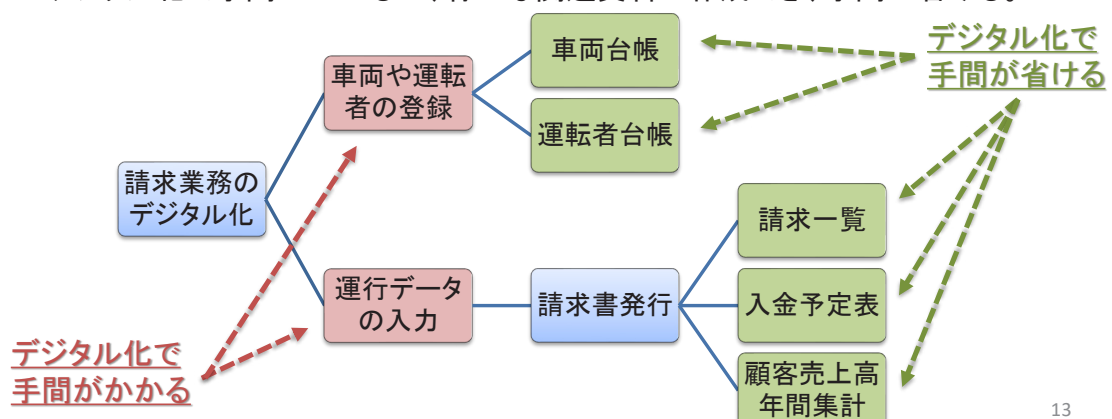 車両台帳
デジタル化で
手間が省ける
車両や運転
者の登録
運転者台帳
請求業務の
デジタル化
請求一覧
運行データ
の入力
請求書発行
入金予定表
デジタル化で
手間がかかる
顧客売上高
年間集計
13